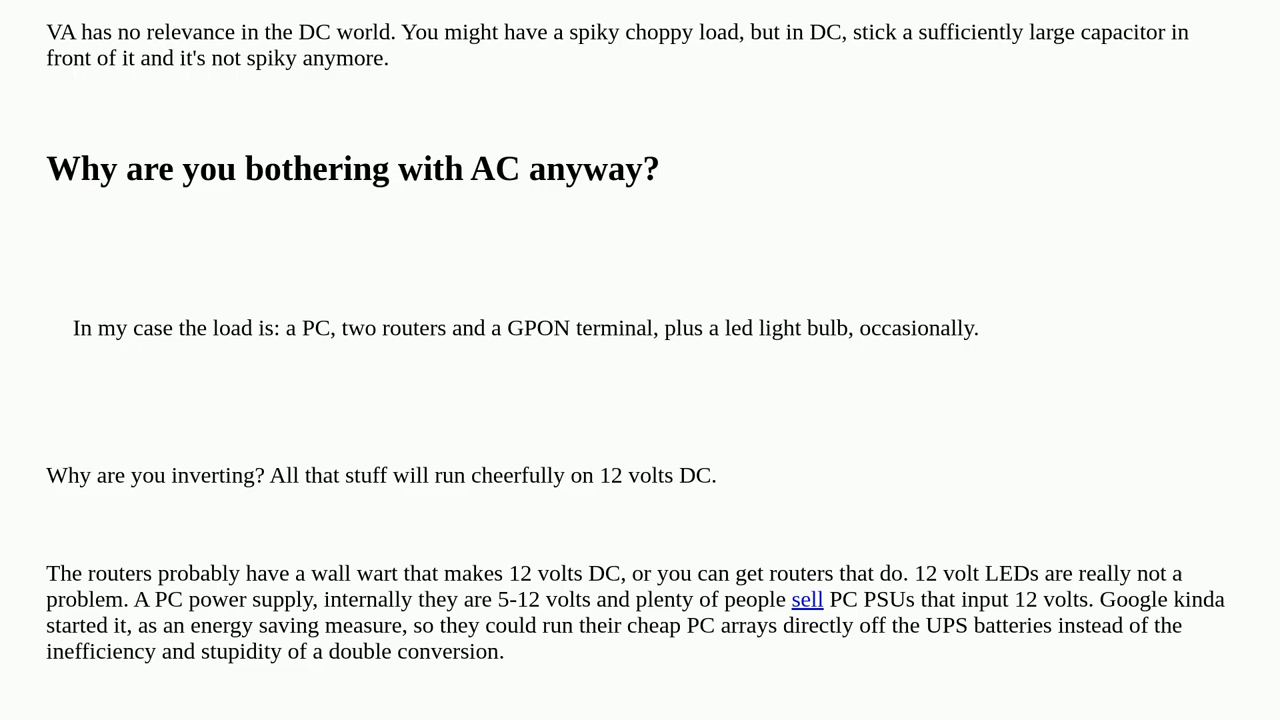 VA has no relevance in the DC world. You might have a spiky choppy load, but in DC, stick a sufficiently large capacitor in
front of it and it's not spiky anymore.
Why are you bothering with AC anyway?
In my case the load is: a PC, two routers and a GPON terminal, plus a led light bulb, occasionally.
Why are you inverting? All that stuff will run cheerfully on 12 volts DC.
The routers probably have a wall wart that makes 12 volts DC, or you can get routers that do. 12 volt LEDs are really not a
problem. A PC power supply, internally they are 5-12 volts and plenty of people sell PC PSUs that input 12 volts. Google kinda
started it, as an energy saving measure, so they could run their cheap PC arrays directly off the UPS batteries instead of the
inefficiency and stupidity of a double conversion.